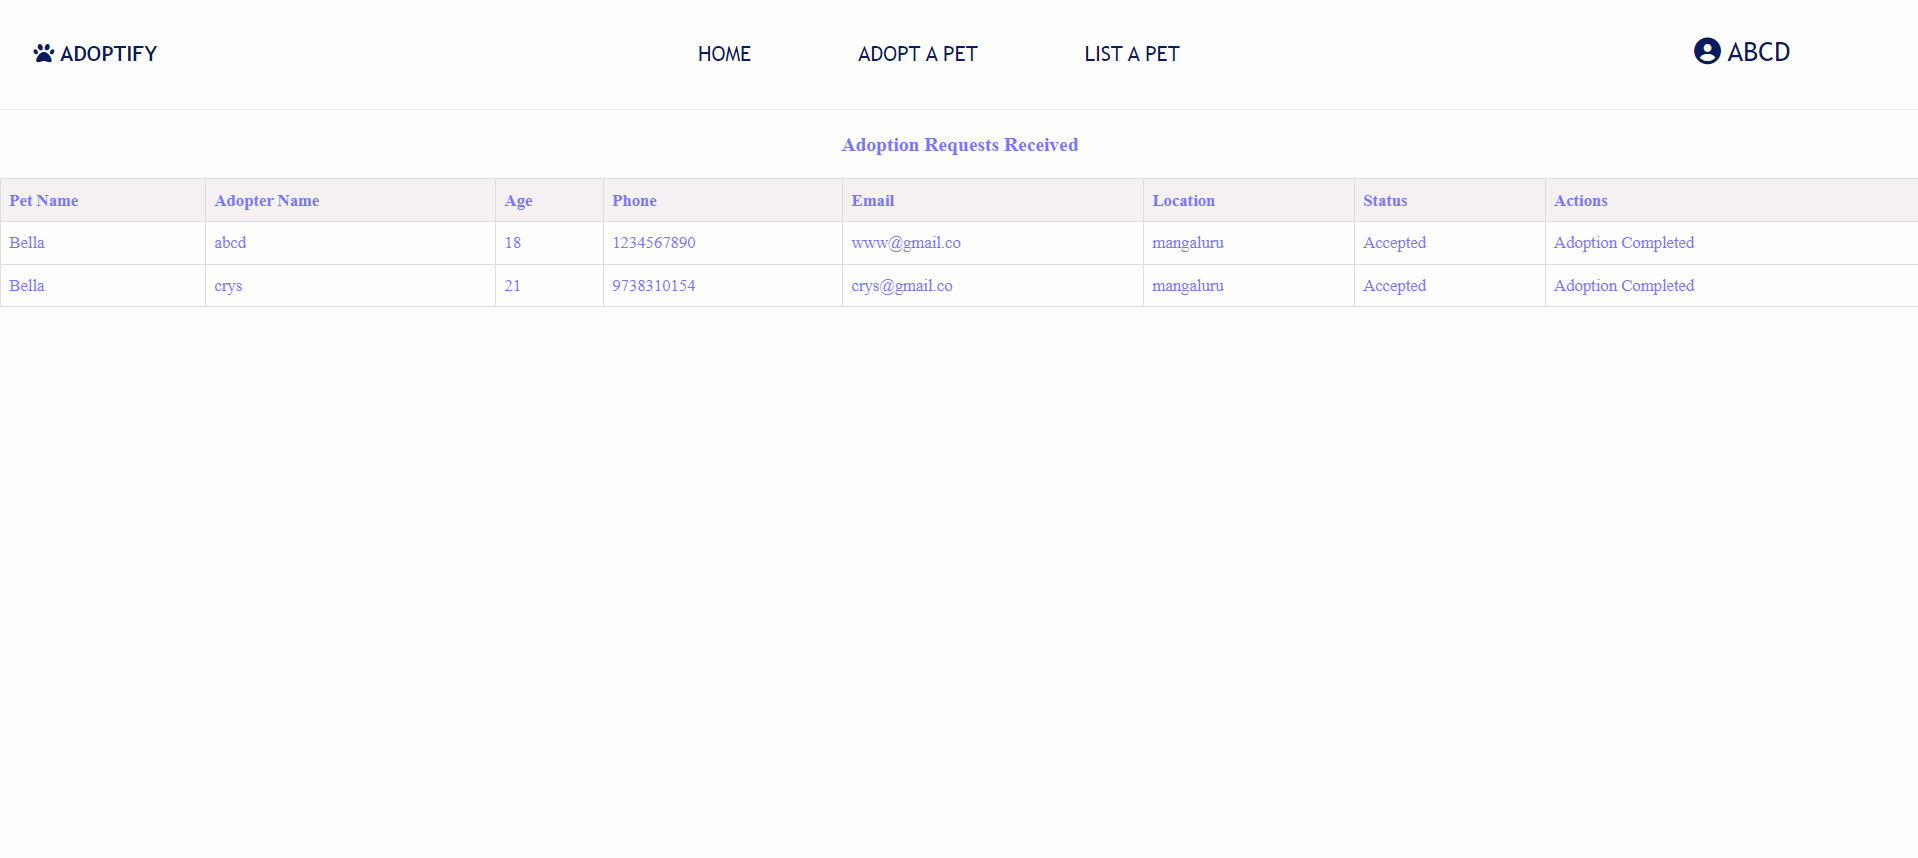 ADOPTIFY HOME ADOPT A PET LIST A PET ABCD
Adoption Requests Received
Pet Name Adopter Name Age Phone Email Location Status Actions
Bella abcd 18 1234567890 www@gmail.co mangaluru Accepted Adoption Completed
Bella crys 21 9738310154 crys@gmail.co mangaluru Accepted Adoption Completed